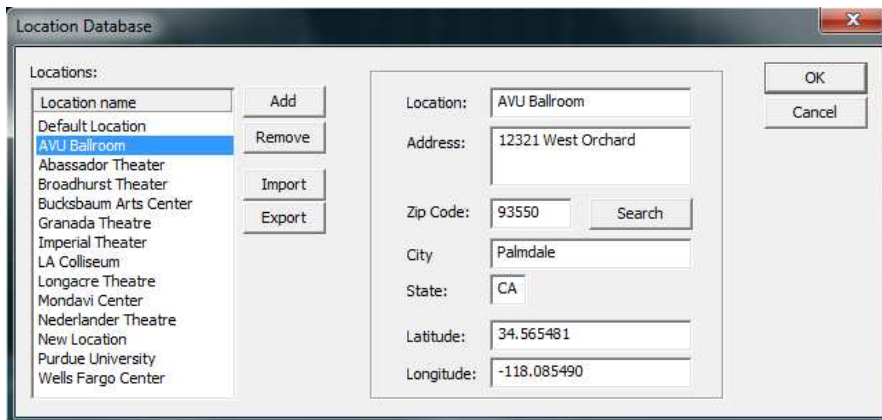 Location Database
Locations:
Location name
Default Location
AVU Ballroom
Abassador Theater
Broadhurst Theater
Bucksbaum Arts Center
Granada Theatre
Imperial Theater
LA Colliseum
Longacre Theatre
Mondavi Center
Nederlander Theatre
New Location
Purdue University
Wells Fargo Center
Add
Remove
Import
Export
Location: AVU Ballroom
Address: 12321 West Orchard
Zip Code: 93550 Search
City Palmdale
State: CA
Latitude: 34.565481
Longitude: -118.085490
OK
Cancel